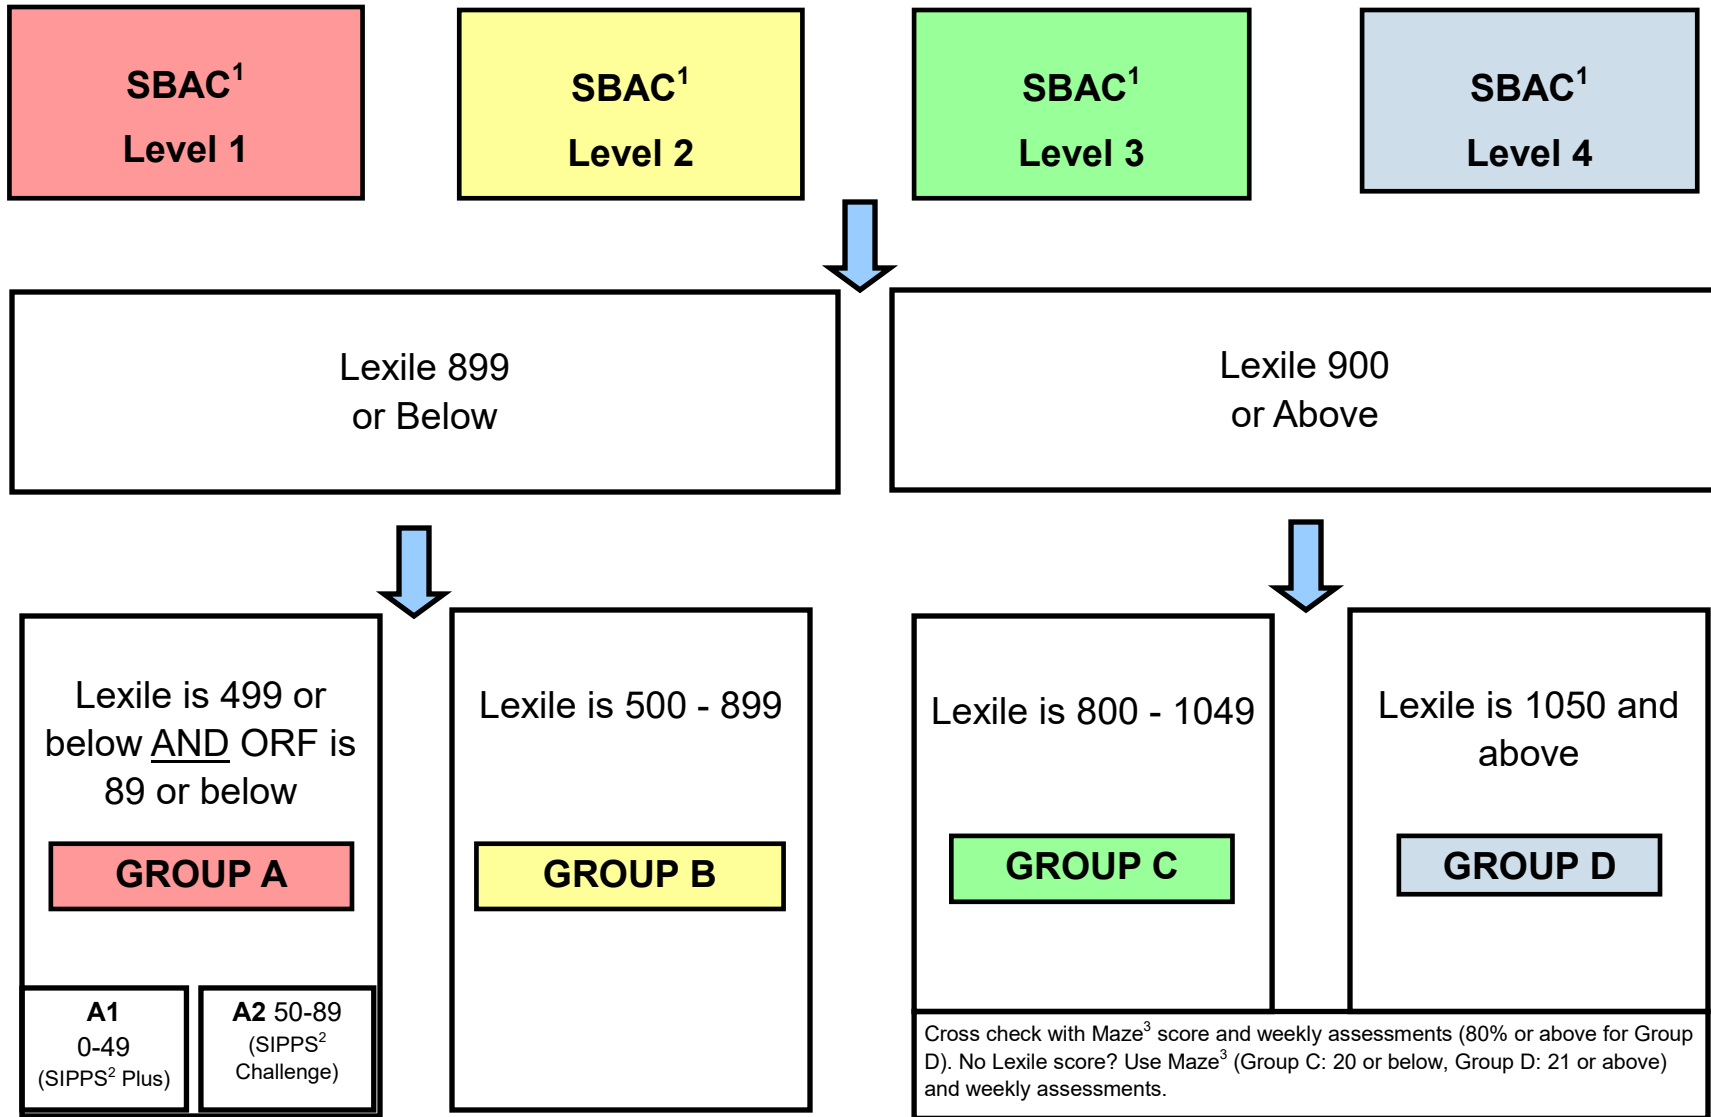 SBAC¹
Level 1
SBAC¹
Level 2
SBAC¹
Level 3
SBAC¹
Level 4
Lexile 899
or Below
Lexile 900
or Above
Lexile is 499 or
below AND ORF is
89 or below
GROUP A
A1
0-49
(SIPPS² Plus)
A2 50-89
(SIPPS²
Challenge)
Lexile is 500 - 899
GROUP B
Lexile is 800 - 1049
GROUP C
Lexile is 1050 and
above
GROUP D
Cross check with Maze³ score and weekly assessments (80% or above for Group
D). No Lexile score? Use Maze³ (Group C: 20 or below, Group D: 21 or above)
and weekly assessments.